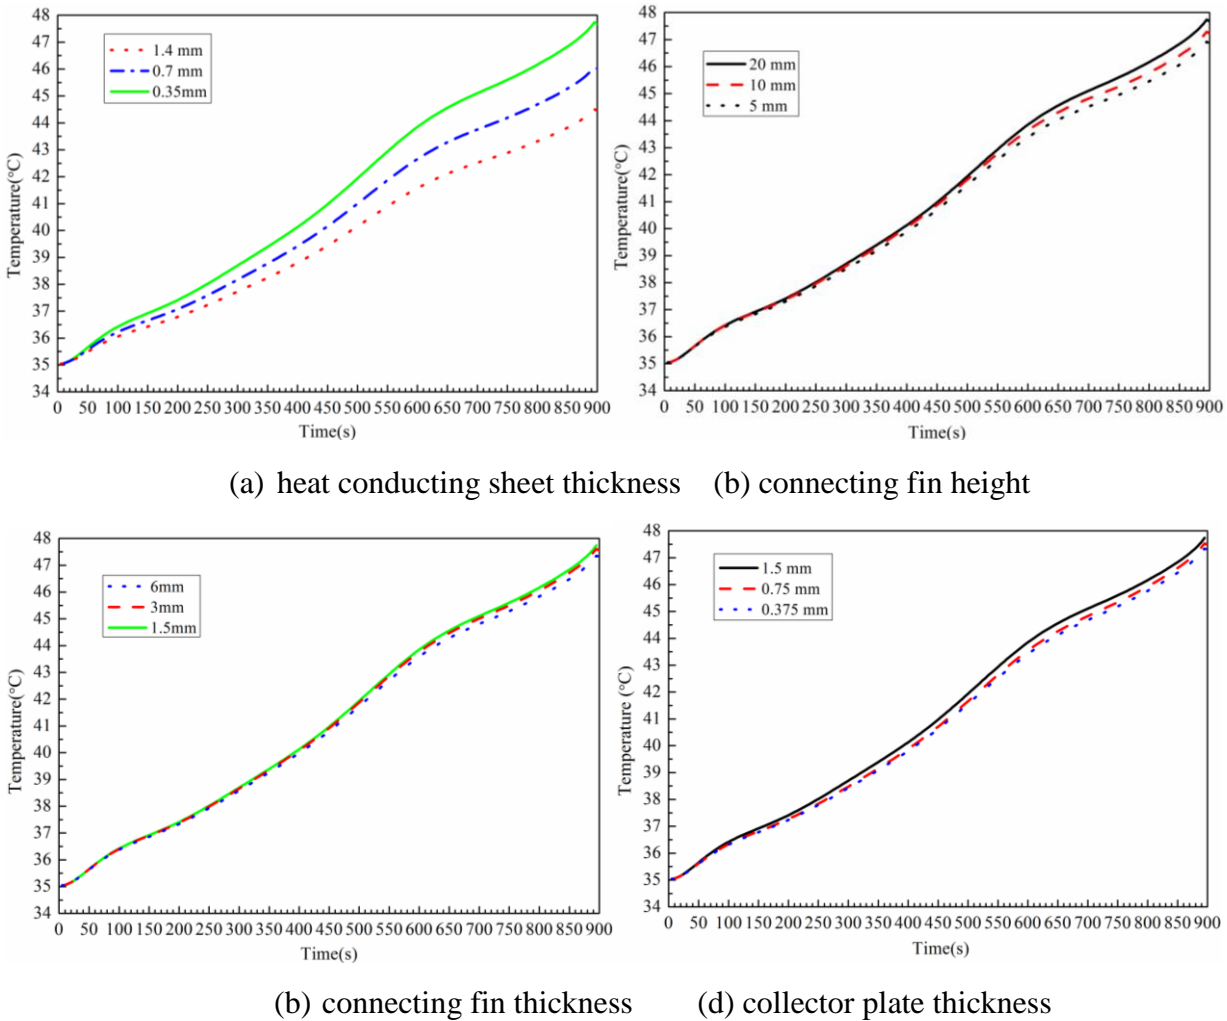 48
47
46
45
44
43
42
41
40
39
38
37
36
35
34
Temperature(°C)
1.4 mm
0.7 mm
0.35mm
0 50 100 150 200 250 300 350 400 450 500 550 600 650 700 750 800 850 900
Time(s)
48
47
46
45
44
43
42
41
40
39
38
37
36
35
34
Temperature(°C)
20 mm
10 mm
5 mm
0 50 100 150 200 250 300 350 400 450 500 550 600 650 700 750 800 850 900
Time(s)
(a) heat conducting sheet thickness (b) connecting fin height
48
47
46
45
44
43
42
41
40
39
38
37
36
35
34
Temperature(°C)
6mm
3mm
1.5mm
0 50 100 150 200 250 300 350 400 450 500 550 600 650 700 750 800 850 900
Time(s)
48
47
46
45
44
43
42
41
40
39
38
37
36
35
34
Temperature (°C)
1.5 mm
0.75 mm
0.375 mm
0 50 100 150 200 250 300 350 400 450 500 550 600 650 700 750 800 850 900
Time(s)
(b) connecting fin thickness (d) collector plate thickness